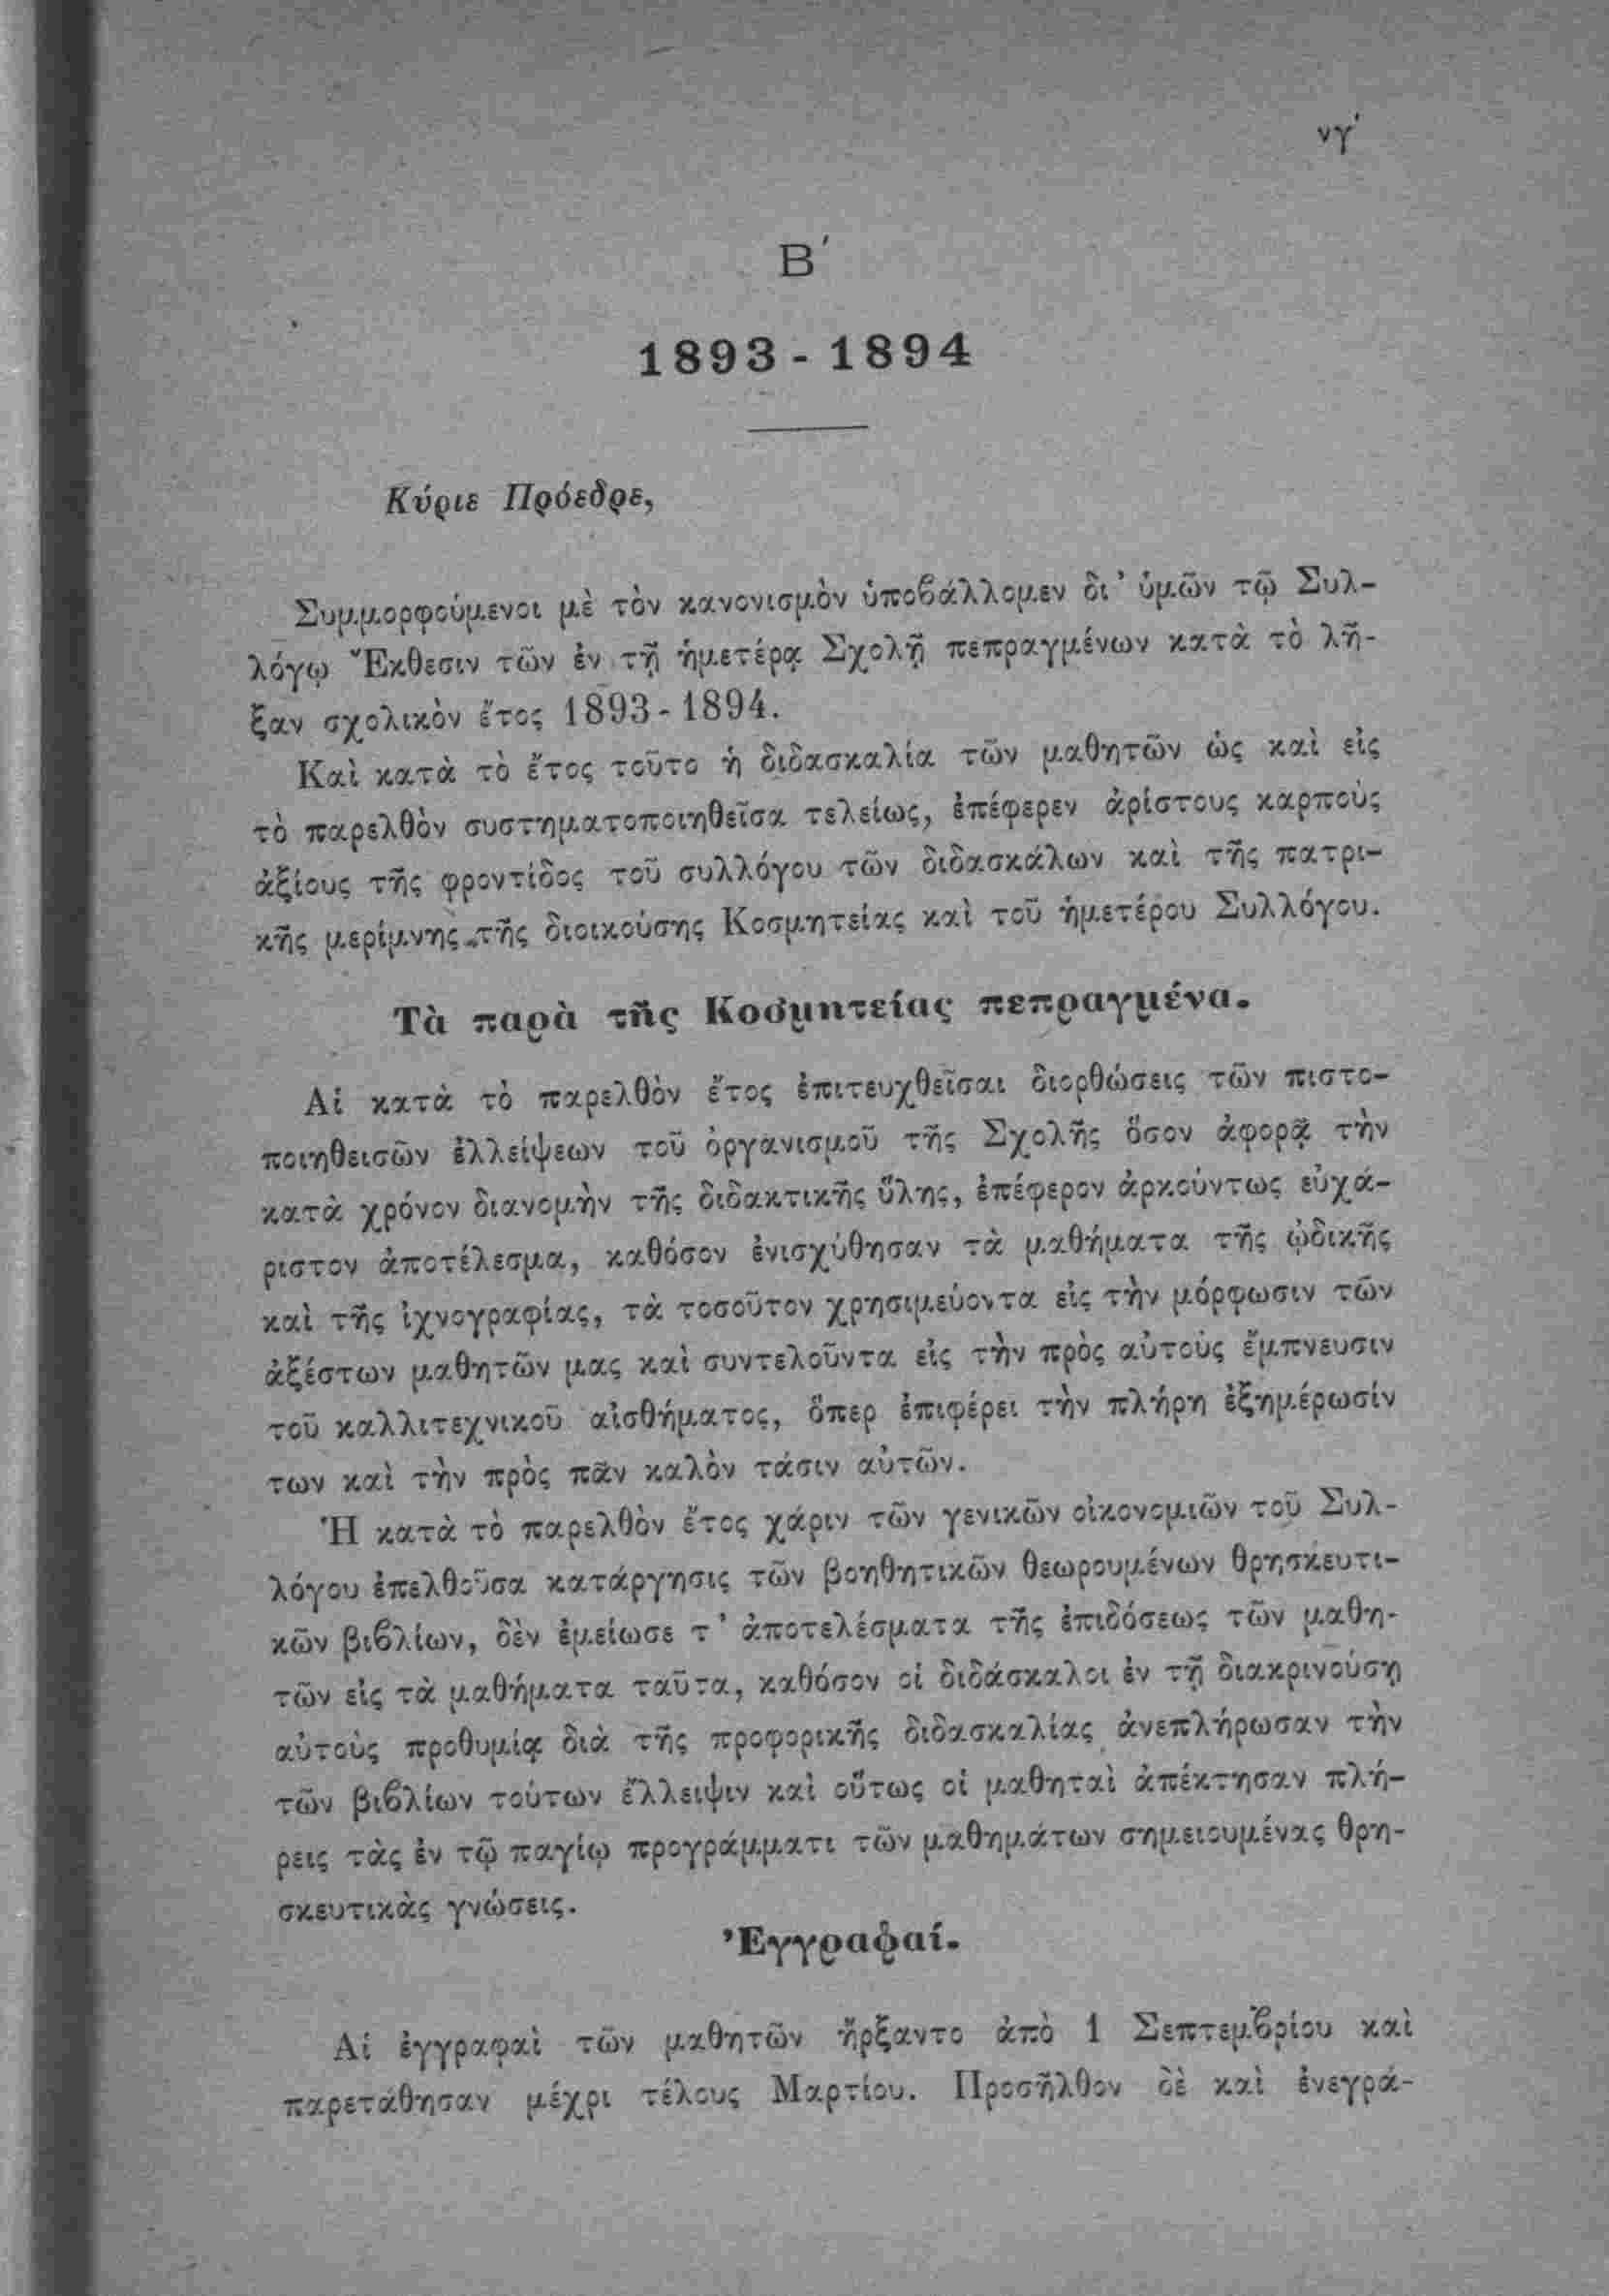 νγ΄
Β΄
1893 - 1894
Κύριε Πρόεδρε,
Συμμορφούμενοι μὲ τὸν κανονισμὸν ὑποβάλλομεν δι᾿ ὑμῶν τῷ Συλ-
λόγῳ Ἔκθεσιν τῶν ἐν τῇ ἡμετέρᾳ Σχολῇ πεπραγμένων κατὰ τὸ λῆ-
ξαν σχολικὸν ἔτος 1893-1894.
Καὶ κατὰ τὸ ἔτος τοῦτο ἡ διδασκαλία τῶν μαθητῶν ὡς καὶ εἰς
τὸ παρελθὸν συστηματοποιηθεῖσα τελείως, ἐπέφερεν ἀρίστους καρποὺς
ἀξίους τῆς φροντίδος τοῦ συλλόγου τῶν διδασκάλων καὶ τῆς πατρι-
κῆς μερίμνης τῆς διοικούσης Κοσμητείας καὶ τοῦ ἡμετέρου Συλλόγου.
Τὰ παρὰ τῆς Κοσμητείας πεπραγμένα.
Αἱ κατὰ τὸ παρελθὸν ἔτος ἐπιτευχθεῖσαι διορθώσεις τῶν πιστο-
ποιηθεισῶν ἐλλείψεων τοῦ ὀργανισμοῦ τῆς Σχολῆς ὅσον ἀφορᾷ τὴν
κατὰ χρόνον διανομὴν τῆς διδακτικῆς ὕλης, ἐπέφερον ἀρκούντως εὐχά-
ριστον ἀποτέλεσμα, καθόσον ἐνισχύθησαν τὰ μαθήματα τῆς ᾠδικῆς
καὶ τῆς ἰχνογραφίας, τὰ τοσοῦτον χρησιμεύοντα εἰς τὴν μόρφωσιν τῶν
ἀξέστων μαθητῶν μας καὶ συντελοῦντα εἰς τὴν πρὸς αὐτοὺς ἔμπνευσιν
τοῦ καλλιτεχνικοῦ αἰσθήματος, ὅπερ ἐπιφέρει τὴν πλήρη ἐξημέρωσίν
των καὶ τὴν πρὸς πᾶν καλὸν τάσιν αὐτῶν.
Ἡ κατὰ τὸ παρελθὸν ἔτος χάριν τῶν γενικῶν οἰκονομιῶν τοῦ Συλ-
λόγου ἐπελθοῦσα κατάργησις τῶν βοηθητικῶν θεωρουμένων θρησκευτι-
κῶν βιβλίων, δὲν ἐμείωσε τ᾿ ἀποτελέσματα τῆς ἐπιδόσεως τῶν μαθη-
τῶν εἰς τὰ μαθήματα ταῦτα, καθόσον οἱ διδάσκαλοι ἐν τῇ διακρινούσῃ
αὐτοὺς προθυμίᾳ διὰ τῆς προφορικῆς διδασκαλίας ἀνεπλήρωσαν τὴν
τῶν βιβλίων τούτων ἔλλειψιν καὶ οὕτως οἱ μαθηταὶ ἀπέκτησαν πλή-
ρεις τὰς ἐν τῷ παγίῳ προγράμματι τῶν μαθημάτων σημειουμένας θρη-
σκευτικὰς γνώσεις.
Ἐγγραφαί.
Αἱ ἐγγραφαὶ τῶν μαθητῶν ἤρξαντο ἀπὸ 1 Σεπτεμβρίου καὶ
παρετάθησαν μέχρι τέλους Μαρτίου. Προσῆλθον δὲ καὶ ἐνεγρά-